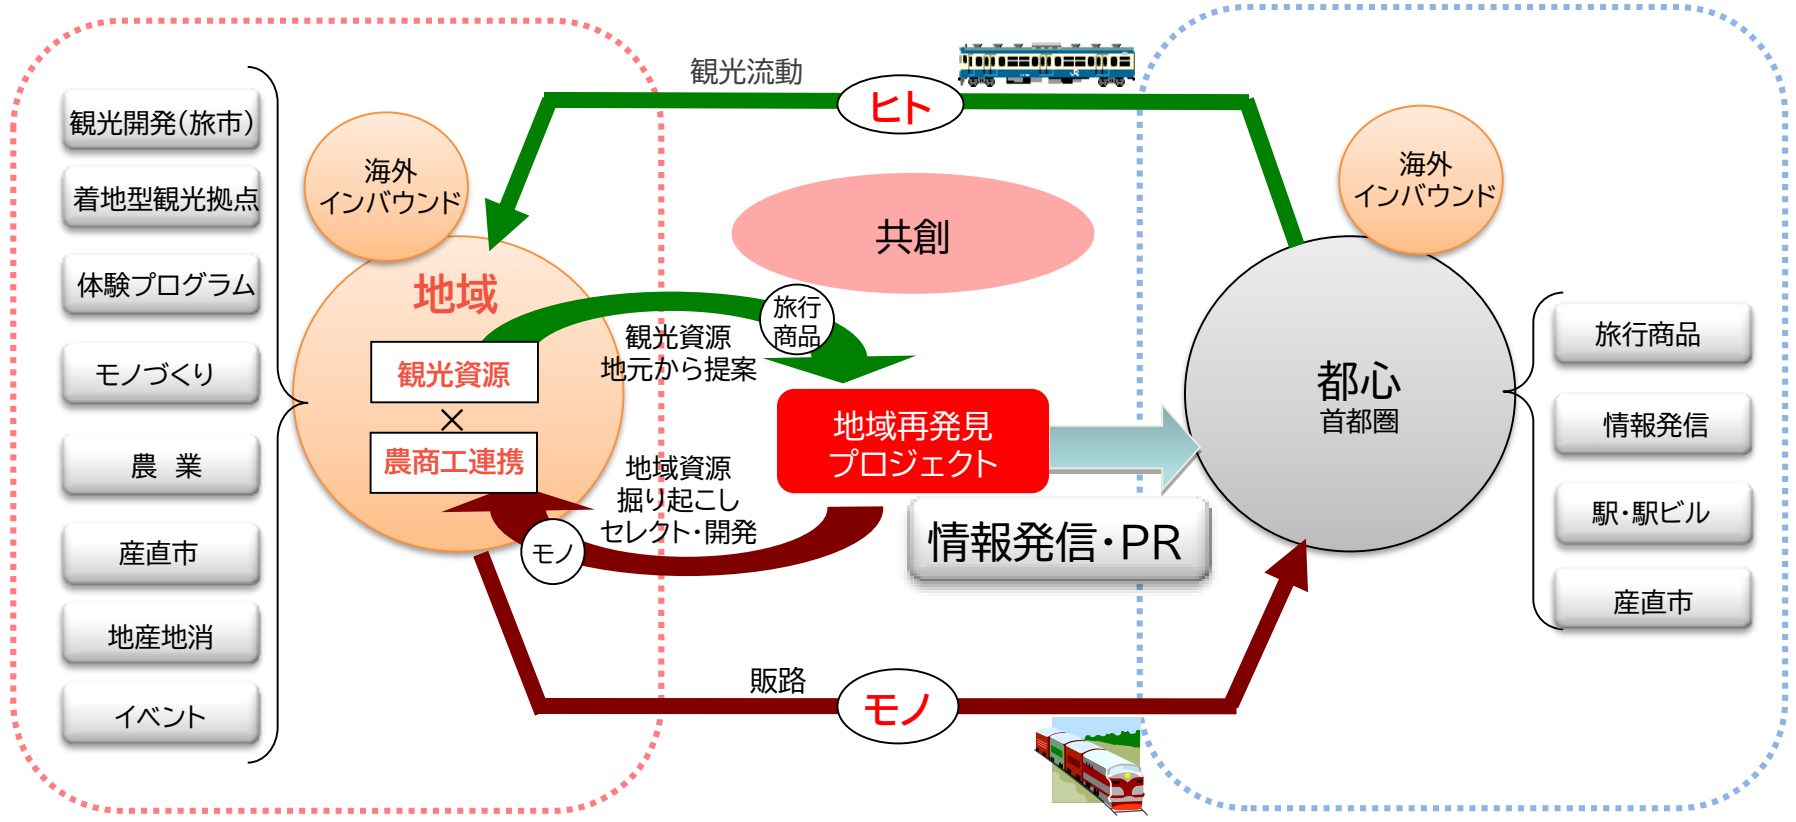 観光開発（旅市）
着地型観光拠点
体験プログラム
モノづくり
農　業
産直市
地産地消
イベント
海外
インバウンド
地域
観光資源
×
農商工連携
観光流動
ヒト
共創
旅行
商品
観光資源
地元から提案
地域再発見
プロジェクト
地域資源
掘り起こし
セレクト・開発
モノ
情報発信・PR
販路
モノ
海外
インバウンド
都心
首都圏
旅行商品
情報発信
駅・駅ビル
産直市